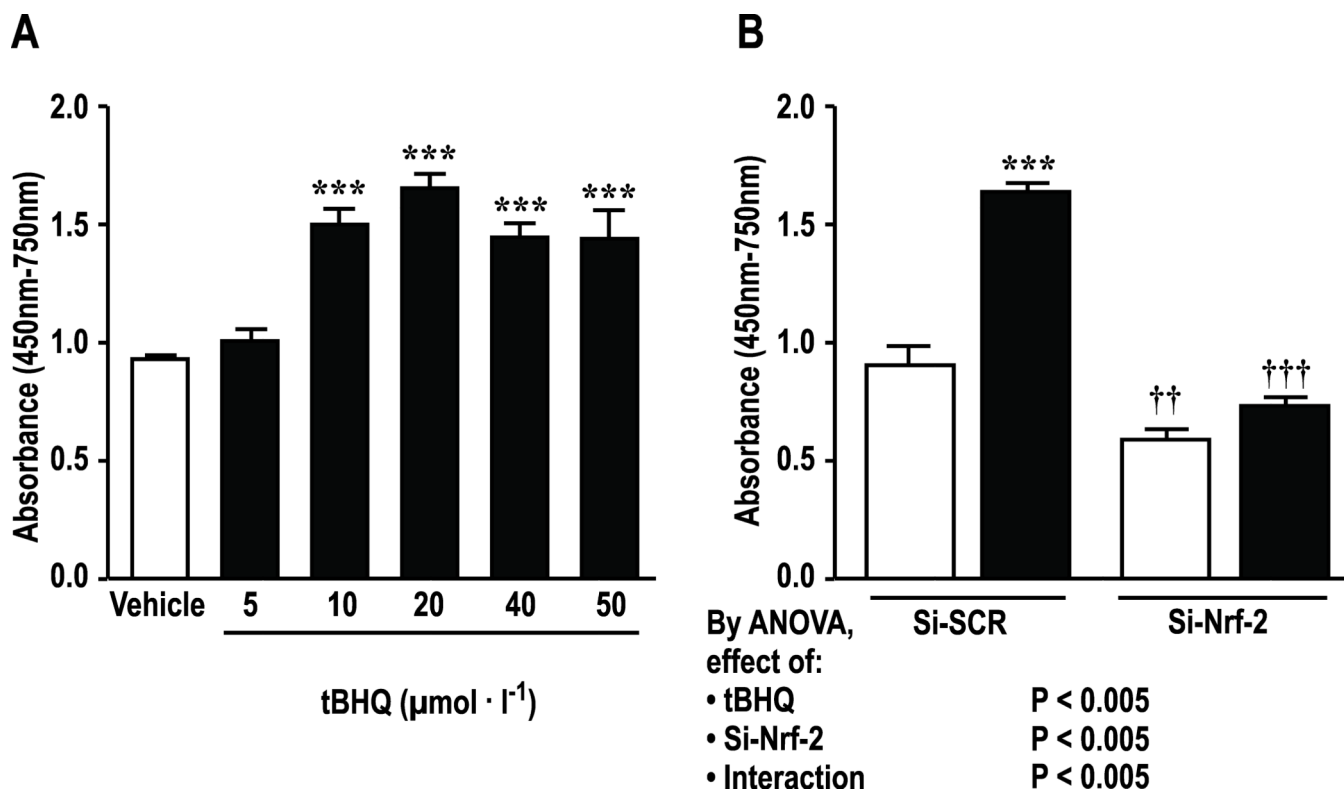 A
Absorbance (450nm-750nm)
2.0
1.5
1.0
0.5
0.0
***
***
***
***
Vehicle 5 10 20 40 50
tBHQ (µmol · l-1)
B
Absorbance (450nm-750nm)
2.0
1.5
1.0
0.5
0.0
***
††
†††
Si-SCR Si-Nrf-2
By ANOVA,
effect of:
• tBHQ P < 0.005
• Si-Nrf-2 P < 0.005
• Interaction P < 0.005